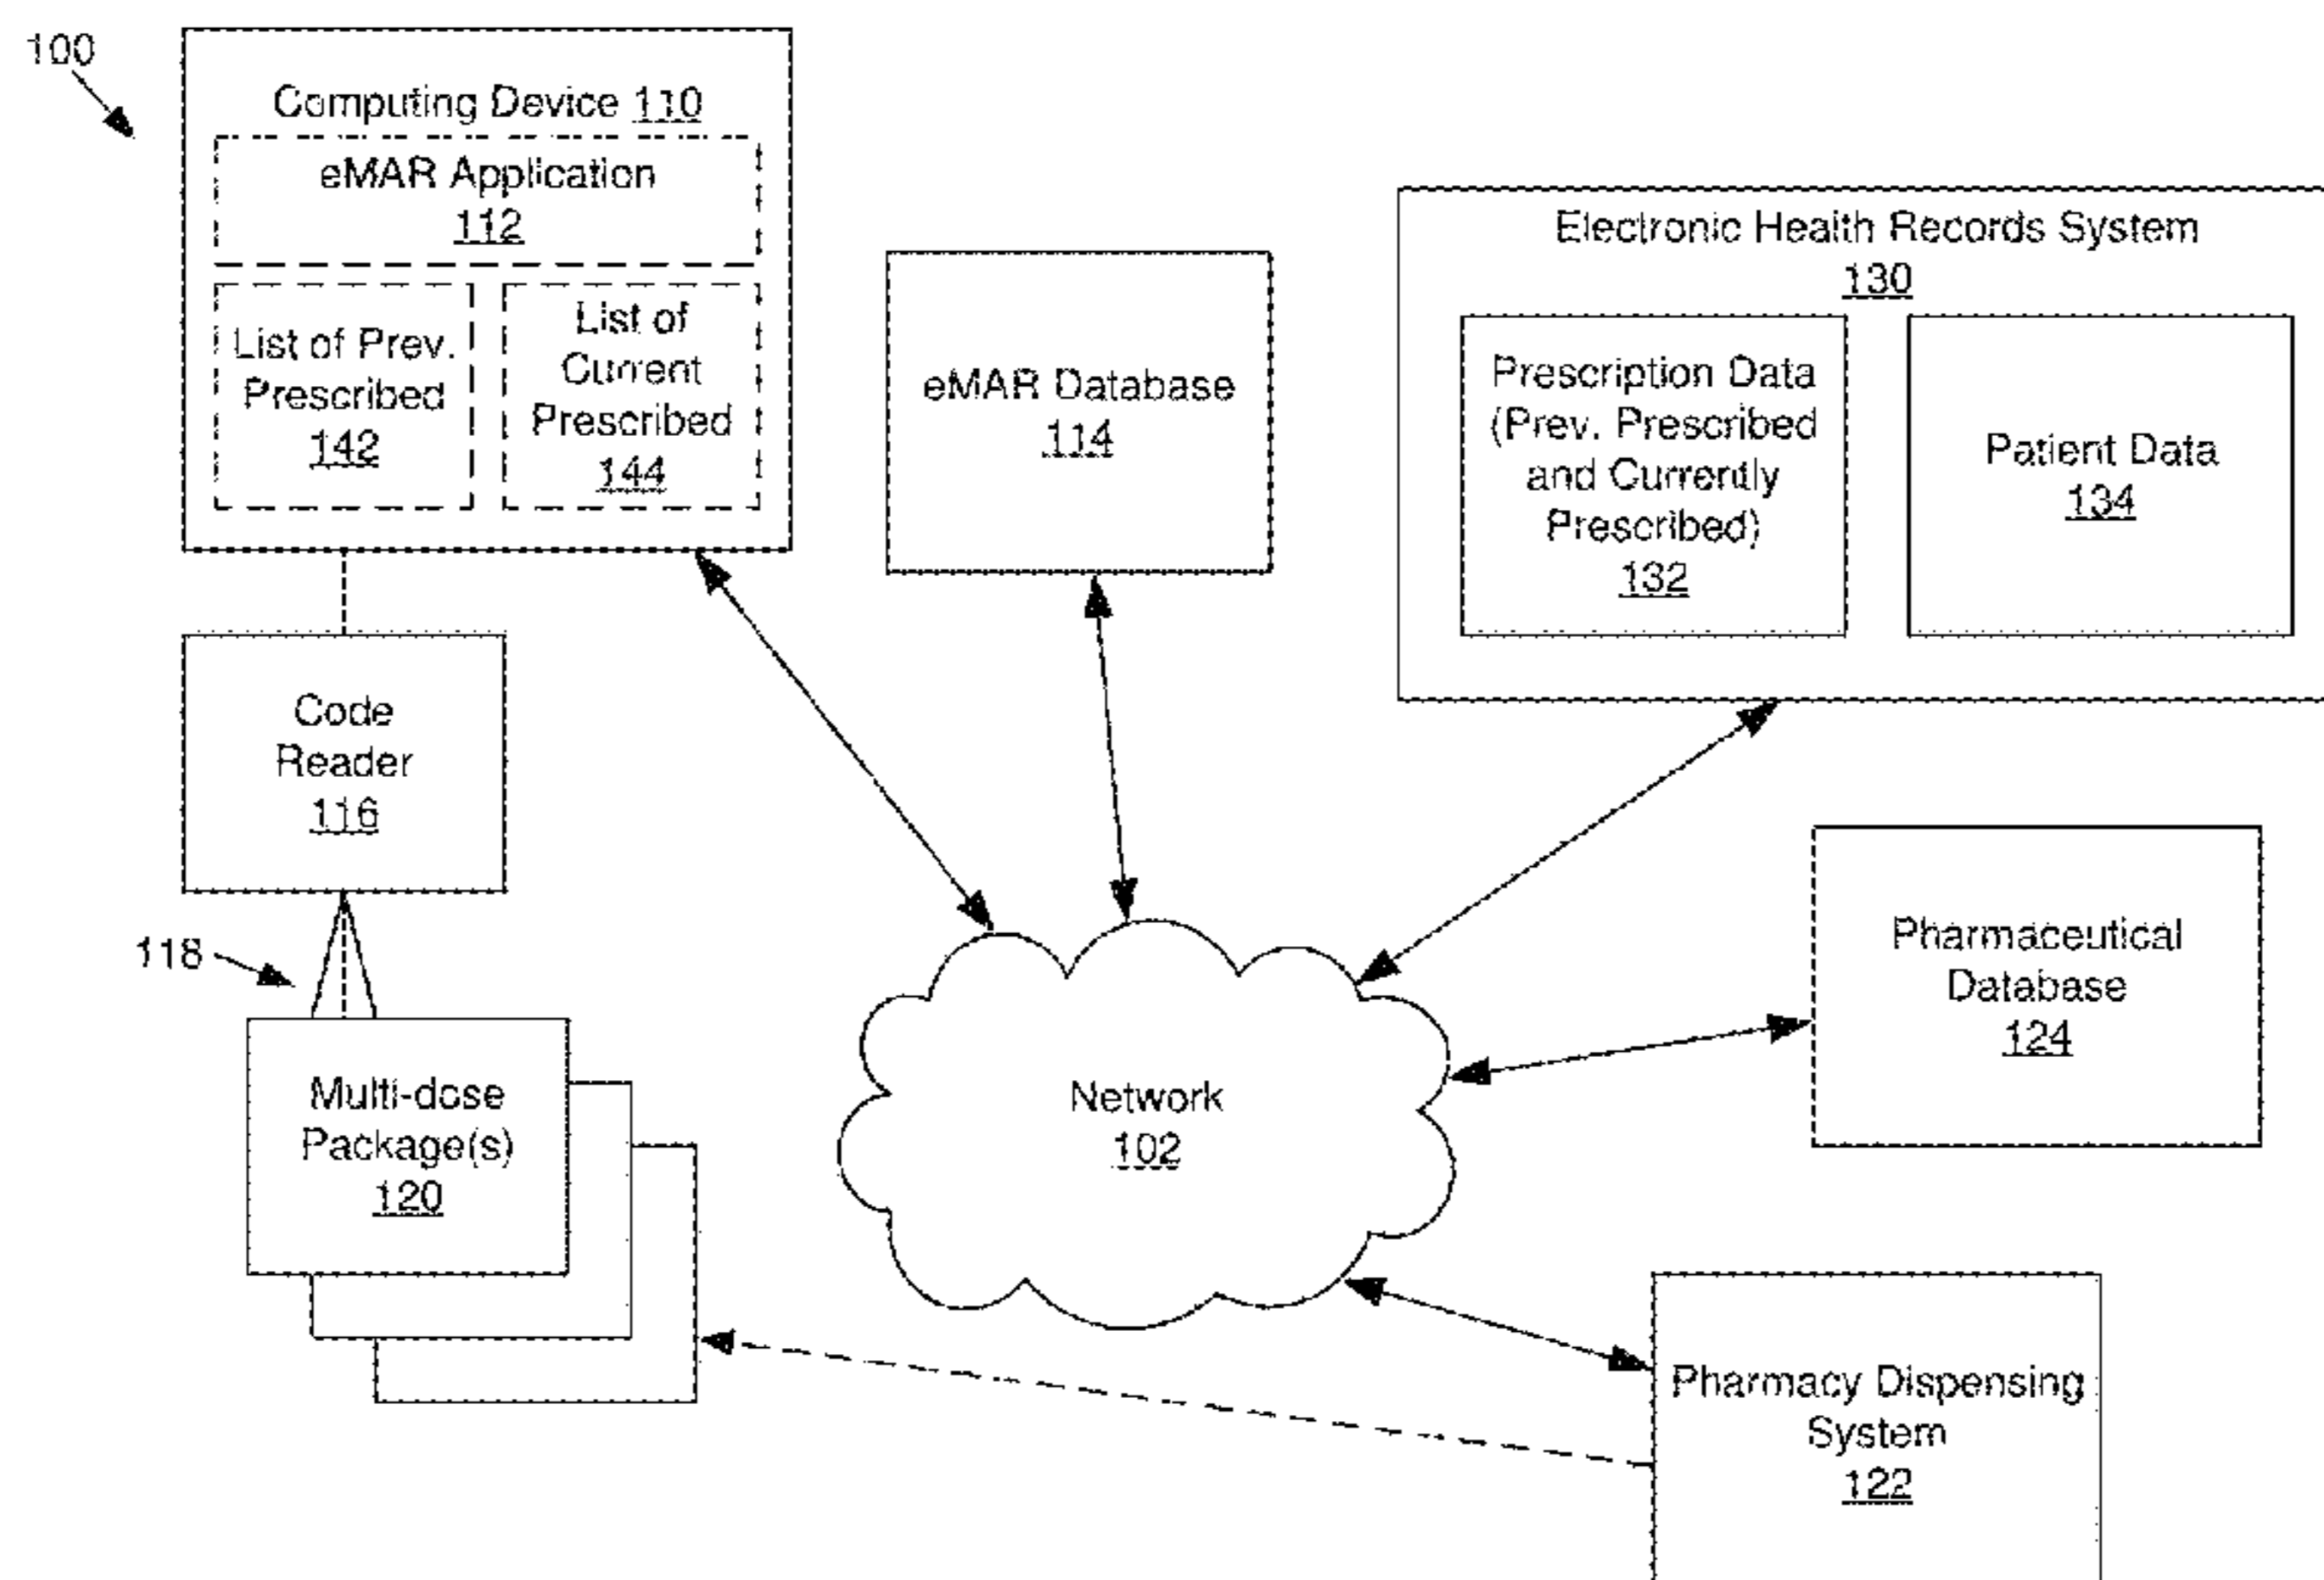 100
Computing Device 110
eMAR Application
112
List of Prev.
Prescribed
142
List of
Current
Prescribed
144
eMAR Database
114
Electronic Health Records System
130
Prescription Data
(Prev. Prescribed
and Currently
Prescribed)
132
Patient Data
134
Code
Reader
116
118
Multi-dose
Package(s)
120
Network
102
Pharmaceutical
Database
124
Pharmacy Dispensing
System
122